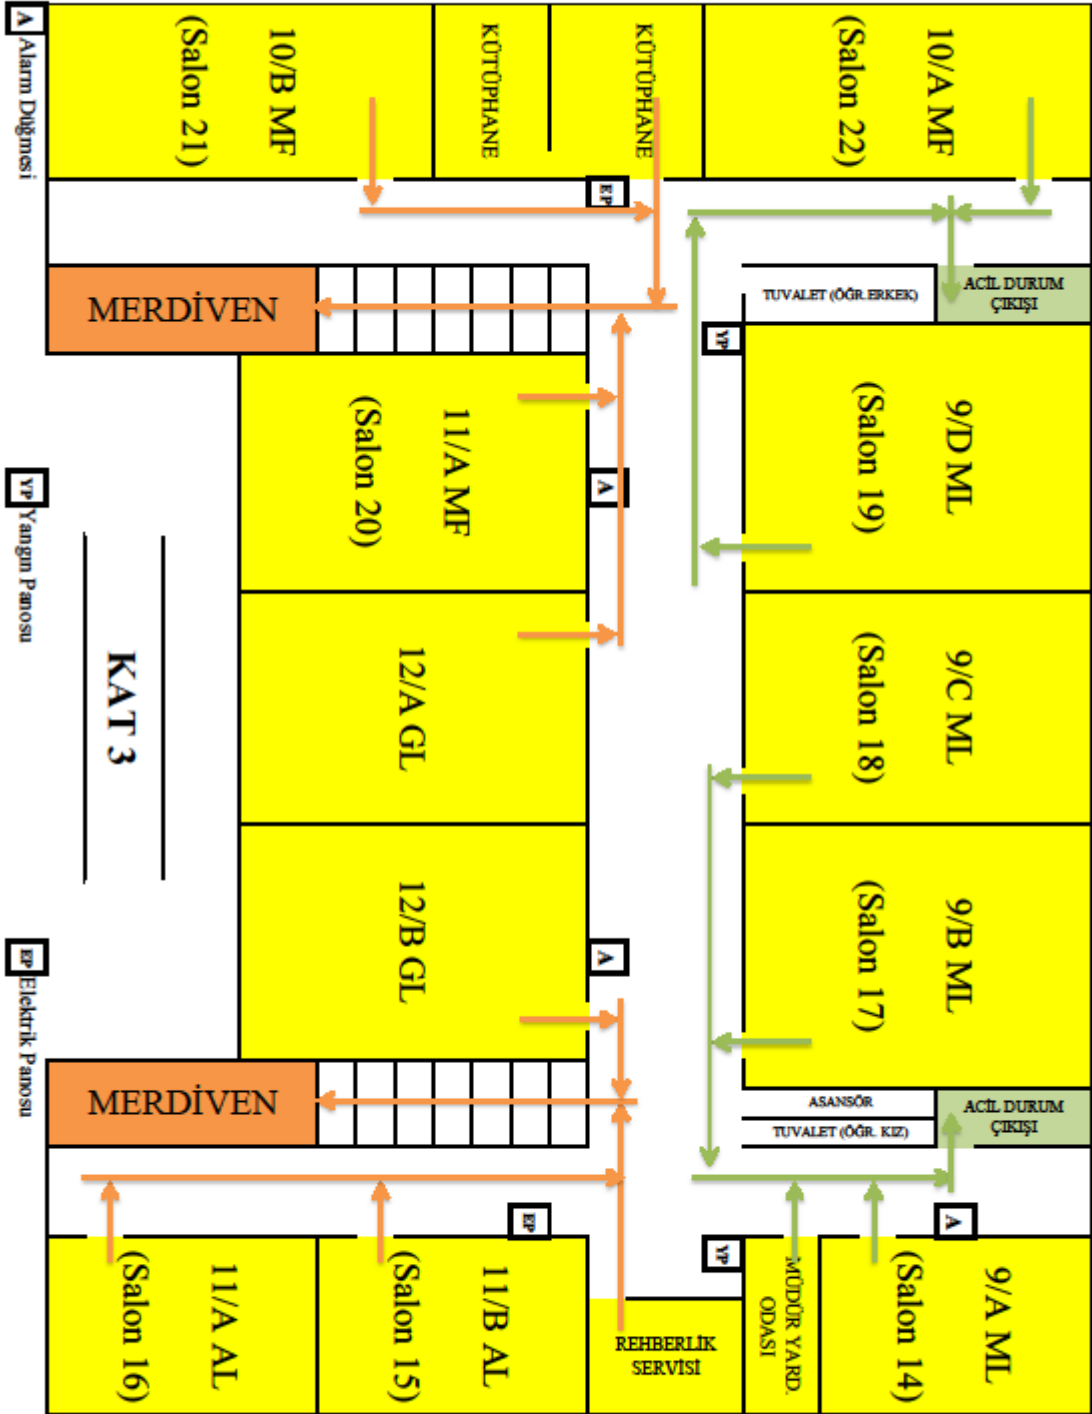 A Alarm Düğmesi
10/B MF
(Salon 21)
KÜTÜPHANE
KÜTÜPHANE
10/A MF
(Salon 22)
EP
MERDİVEN
TUVALET (ÖĞR.ERKEK)
ACİL DURUM
ÇIKIŞI
YP
11/A MF
(Salon 20)
9/D ML
(Salon 19)
YP Yangın Panosu
A
KAT 3
12/A GL
9/C ML
(Salon 18)
12/B GL
9/B ML
(Salon 17)
EP Elektrik Panosu
A
MERDİVEN
ASANSÖR
TUVALET (ÖĞR. KIZ)
ACİL DURUM
ÇIKIŞI
EP
YP
A
11/A AL
(Salon 16)
11/B AL
(Salon 15)
REHBERLİK
SERVİSİ
MÜDÜR YARD.
ODASI
9/A ML
(Salon 14)